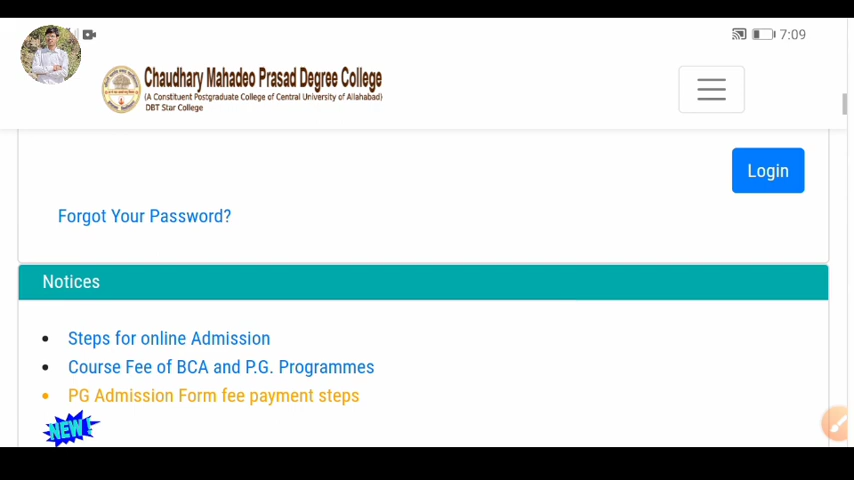 7:09
Chaudhary Mahadeo Prasad Degree College
(A Constituent Postgraduate College of Central University of Allahabad)
DBT Star College
Login
Forgot Your Password?
Notices
Steps for online Admission
Course Fee of BCA and P.G. Programmes
PG Admission Form fee payment steps
NEW!